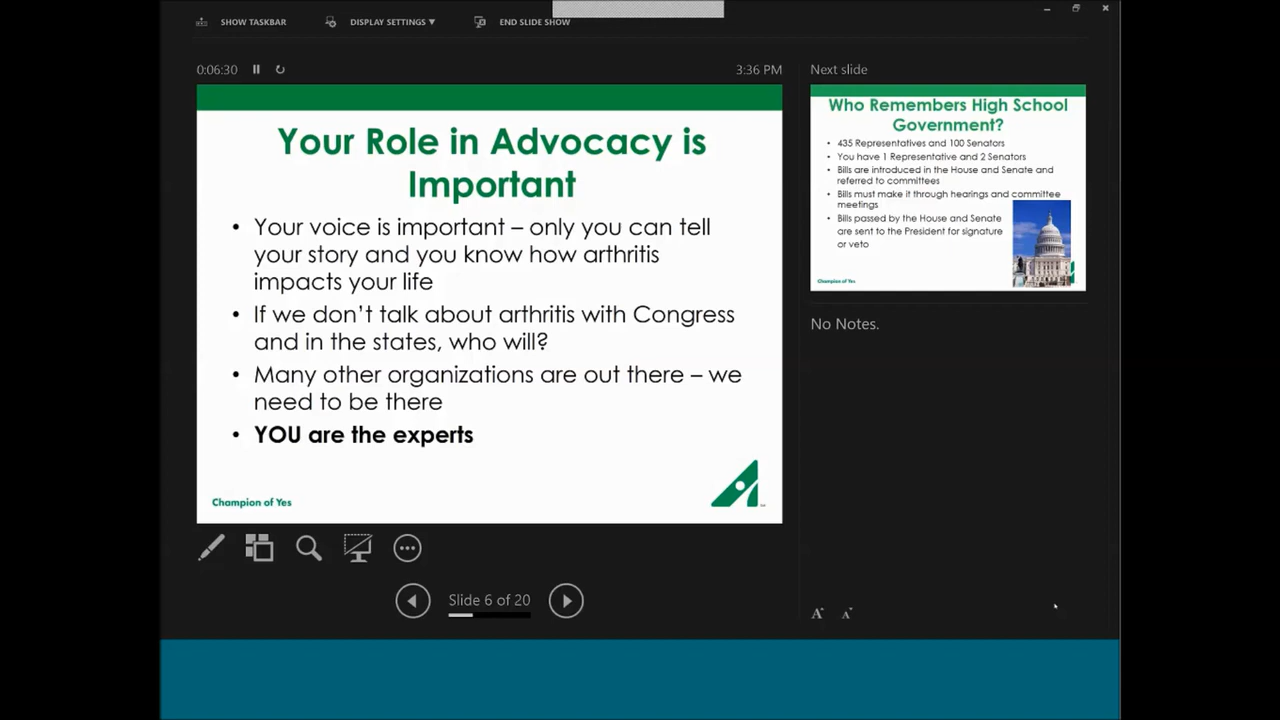 SHOW TASKBAR
DISPLAY SETTINGS ▼
END SLIDE SHOW
0:06:30
3:36 PM
Your Role in Advocacy is
Important
• Your voice is important – only you can tell
your story and you know how arthritis
impacts your life
• If we don't talk about arthritis with Congress
and in the states, who will?
• Many other organizations are out there – we
need to be there
• YOU are the experts
Champion of Yes
Slide 6 of 20
Next slide
Who Remembers High School
Government?
• 435 Representatives and 100 Senators
• You have 1 Representative and 2 Senators
• Bills are introduced in the House and Senate and
referred to committees
• Bills must make it through hearings and committee
meetings
• Bills passed by the House and Senate
are sent to the President for signature
or veto
Champion of Yes
No Notes.
A A